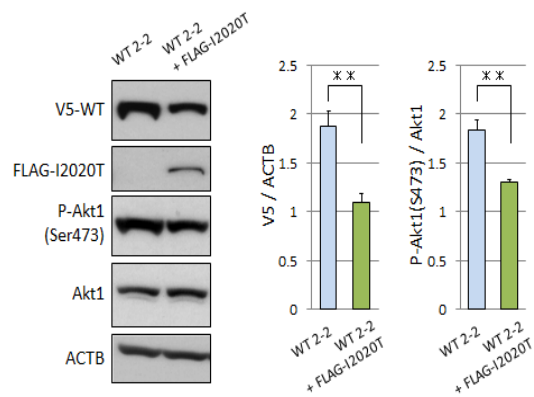 WT 2-2
WT 2-2
+ FLAG-I2020T
V5-WT
FLAG-I2020T
P-Akt1
(Ser473)
Akt1
ACTB
V5 / ACTB
2.5
2
1.5
1
0.5
0
* *
WT 2-2
WT 2-2
+ FLAG-I2020T
P-Akt1(S473) / Akt1
2.5
2
1.5
1
0.5
0
* *
WT 2-2
WT 2-2
+ FLAG-I2020T